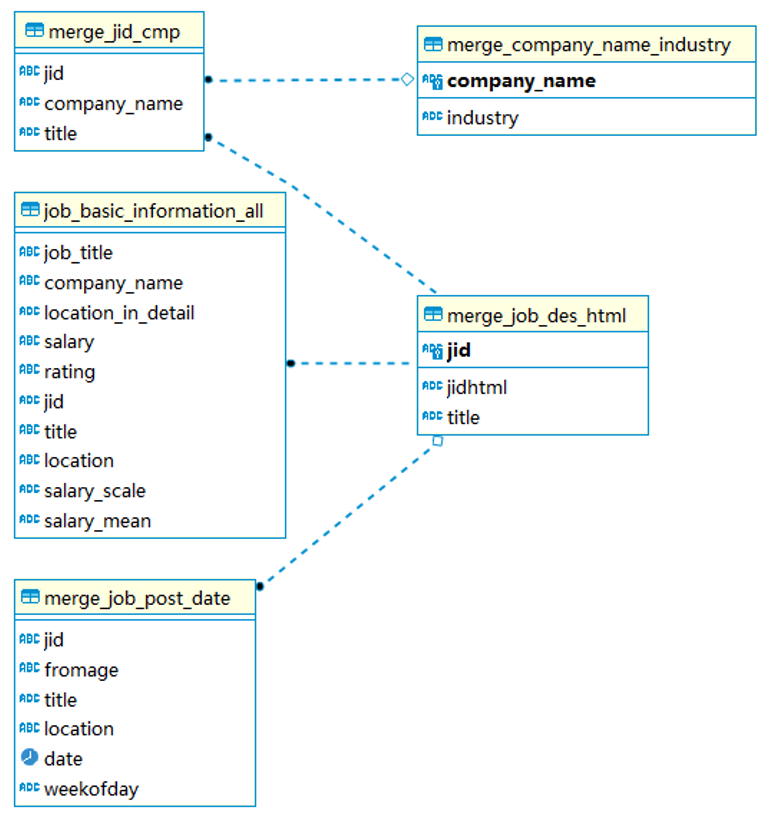 merge_jid_cmp
ABC jid
ABC company_name
ABC title
merge_company_name_industry
company_name
ABC industry
job_basic_information_all
ABC job_title
ABC company_name
ABC location_in_detail
ABC salary
ABC rating
ABC jid
ABC title
ABC location
ABC salary_scale
ABC salary_mean
merge_job_des_html
jid
ABC jidhtml
ABC title
merge_job_post_date
ABC jid
ABC fromage
ABC title
ABC location
date
ABC weekofday